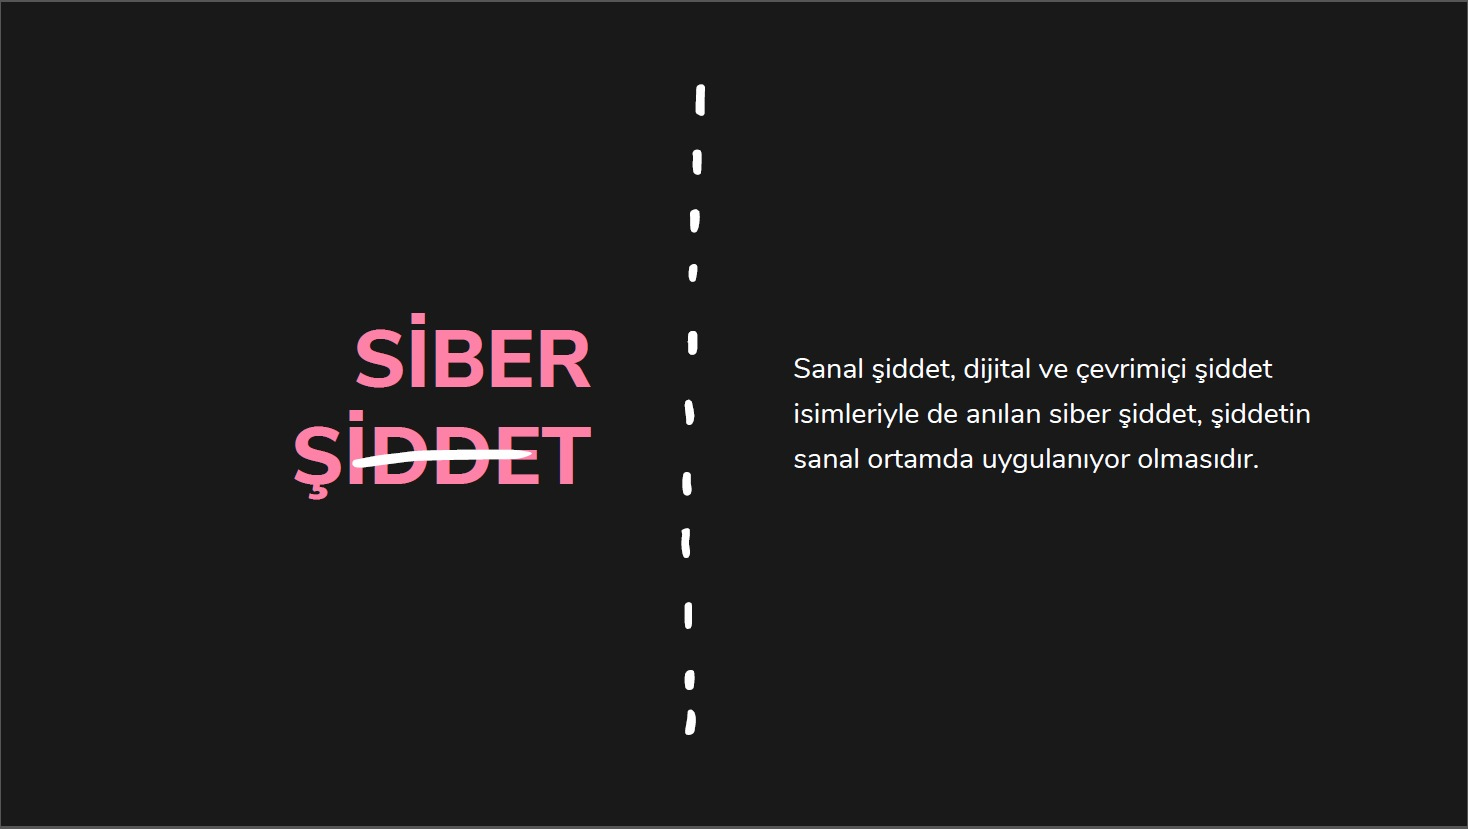 SİBER
ŞİDDET
Sanal şiddet, dijital ve çevrimiçi şiddet
isimleriyle de anılan siber şiddet, şiddetin
sanal ortamda uygulanıyor olmasıdır.